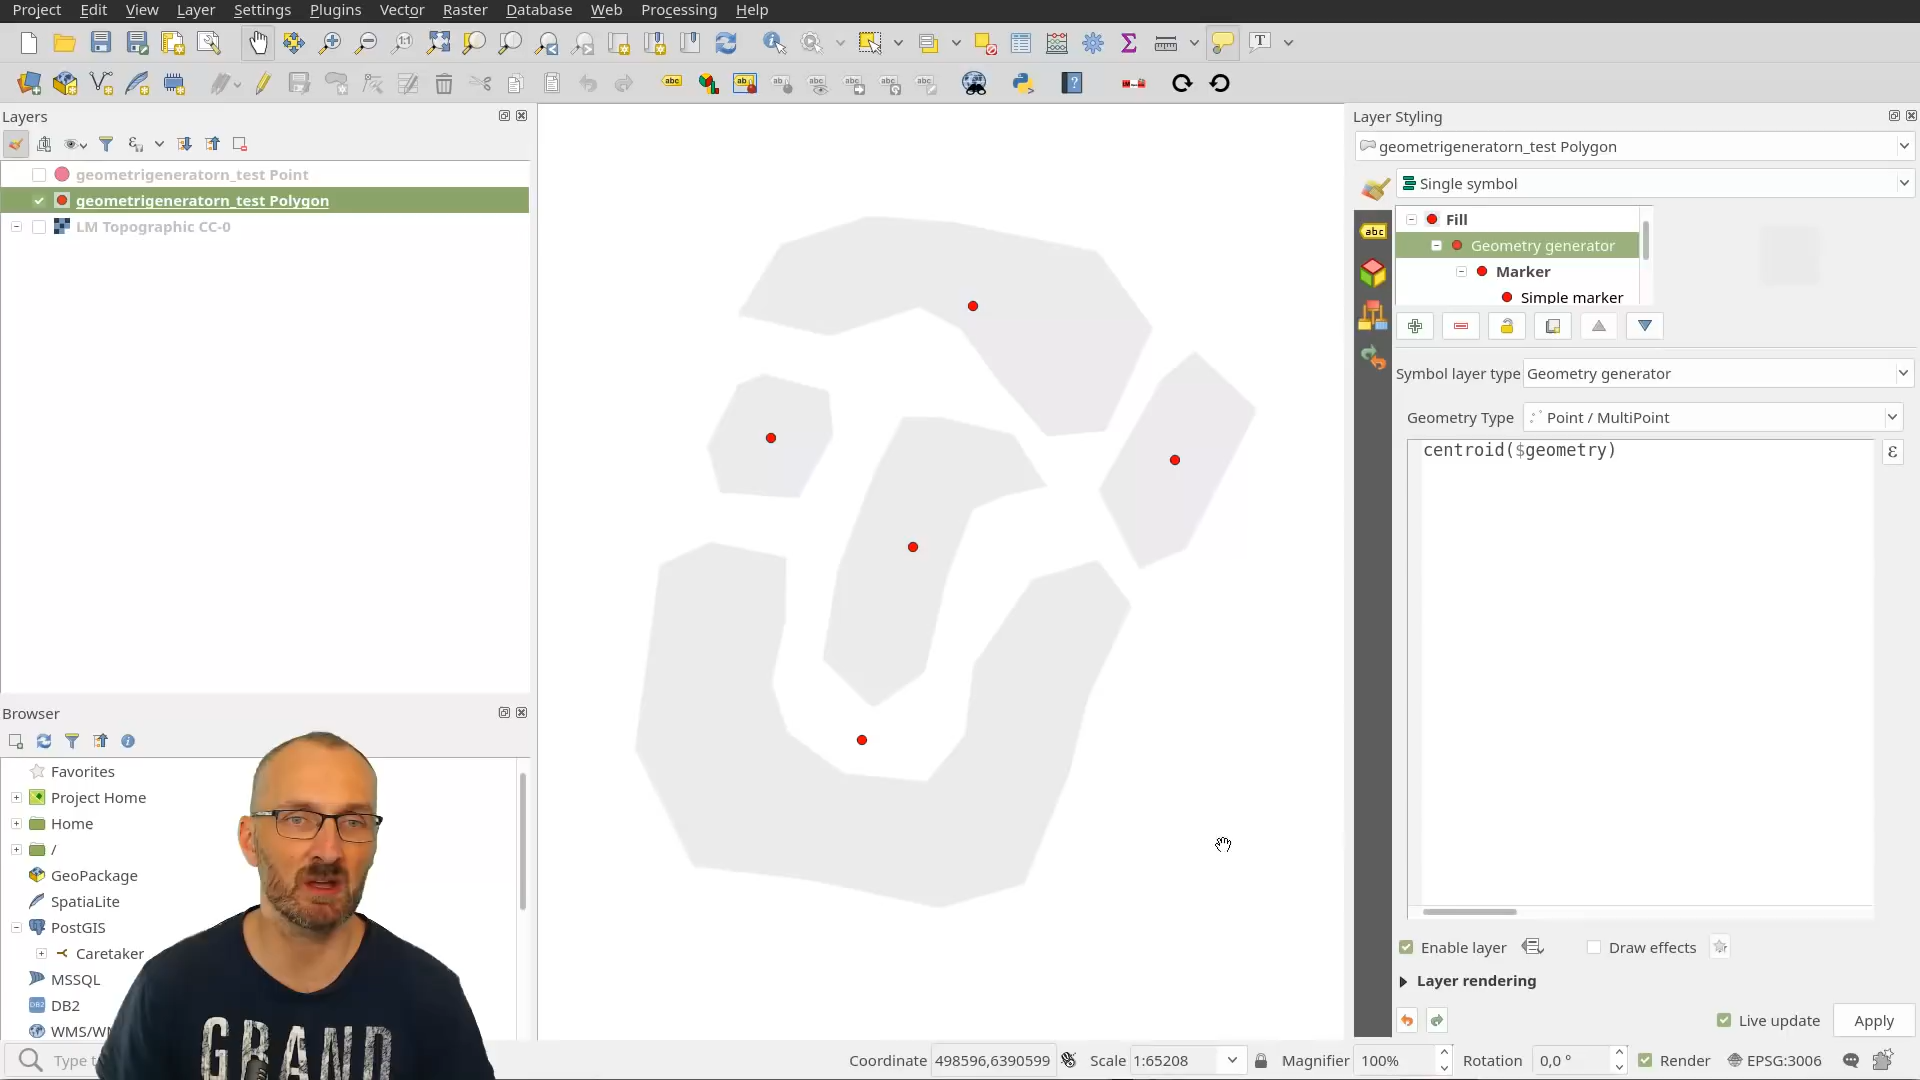 Project Edit View Layer Settings Plugins Vector Raster Database Web Processing Help
Layers
geometrigeneratorn_test Point
geometrigeneratorn_test Polygon
LM Topographic CC-0
Browser
Favorites
Project Home
Home
/
GeoPackage
SpatiaLite
PostGIS
Caretaker
MSSQL
DB2
GRAND
Layer Styling
geometrigeneratorn_test Polygon
Single symbol
abc
Fill
Geometry generator
Marker
Simple marker
Symbol layer type Geometry generator
Geometry Type Point / MultiPoint
centroid($geometry)
ε
Enable layer Draw effects
Layer rendering
Live update Apply
Coordinate 498596,6390599 Scale 1:65208 Magnifier 100% Rotation 0,0 ° Render EPSG:3006